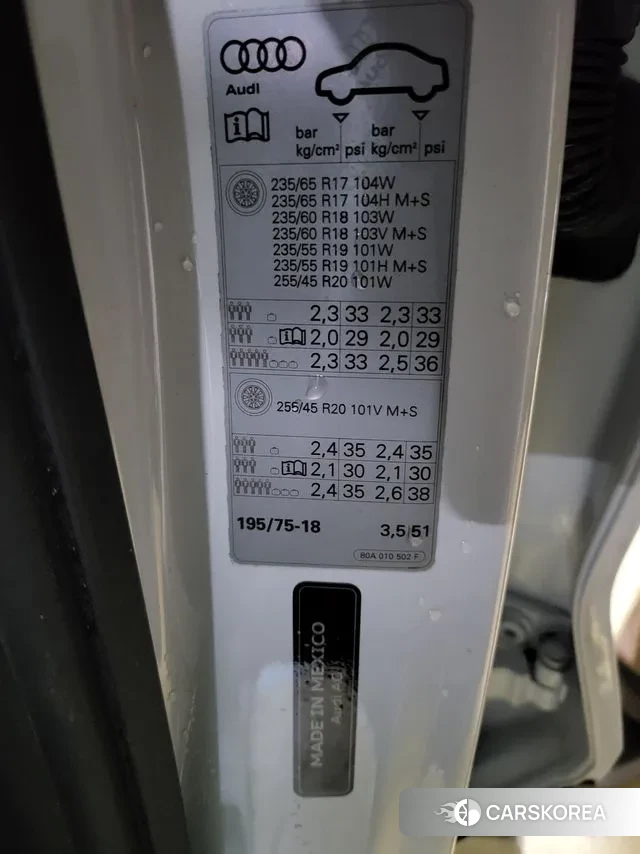 Audi
bar bar
kg/cm² psi kg/cm² psi
235/65 R17 104W
235/65 R17 104H M+S
235/60 R18 103W
235/60 R18 103V M+S
235/55 R19 101W
235/55 R19 101H M+S
255/45 R20 101W
2,3 33 2,3 33
2,0 29 2,0 29
2,3 33 2,5 36
255/45 R20 101V M+S
2,4 35 2,4 35
2,1 30 2,1 30
2,4 35 2,6 38
195/75-18 3,5 51
80A 010 502 F
MADE IN MEXICO
Audi
CARSKOREA